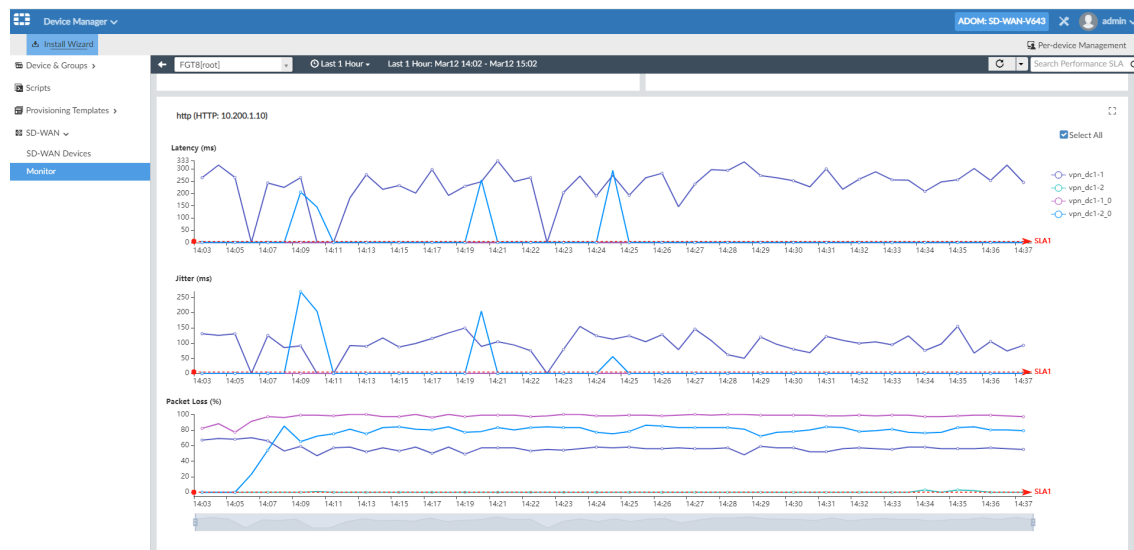 Device Manager
ADOM: SD-WAN-V643
admin
Install Wizard
Per-device Management
Device & Groups
FGT8[root]
Last 1 Hour
Last 1 Hour: Mar12 14:02 - Mar12 15:02
Search Performance SLA
Scripts
Provisioning Templates
SD-WAN
SD-WAN Devices
Monitor
http (HTTP: 10.200.1.10)
Select All
Latency (ms)
333
300
250
200
150
100
50
0
vpn_dc1-1
vpn_dc1-2
vpn_dc1-1_0
vpn_dc1-2_0
SLA1
14:03 14:05 14:07 14:09 14:11 14:13 14:15 14:17 14:19 14:21 14:22 14:23 14:24 14:25 14:26 14:27 14:28 14:29 14:30 14:31 14:32 14:33 14:34 14:35 14:36 14:37
Jitter (ms)
250
200
150
100
50
0
SLA1
14:03 14:05 14:07 14:09 14:11 14:13 14:15 14:17 14:19 14:21 14:22 14:23 14:24 14:25 14:26 14:27 14:28 14:29 14:30 14:31 14:32 14:33 14:34 14:35 14:36 14:37
Packet Loss (%)
100
80
60
40
20
0
SLA1
14:03 14:05 14:07 14:09 14:11 14:13 14:15 14:17 14:19 14:21 14:22 14:23 14:24 14:25 14:26 14:27 14:28 14:29 14:30 14:31 14:32 14:33 14:34 14:35 14:36 14:37